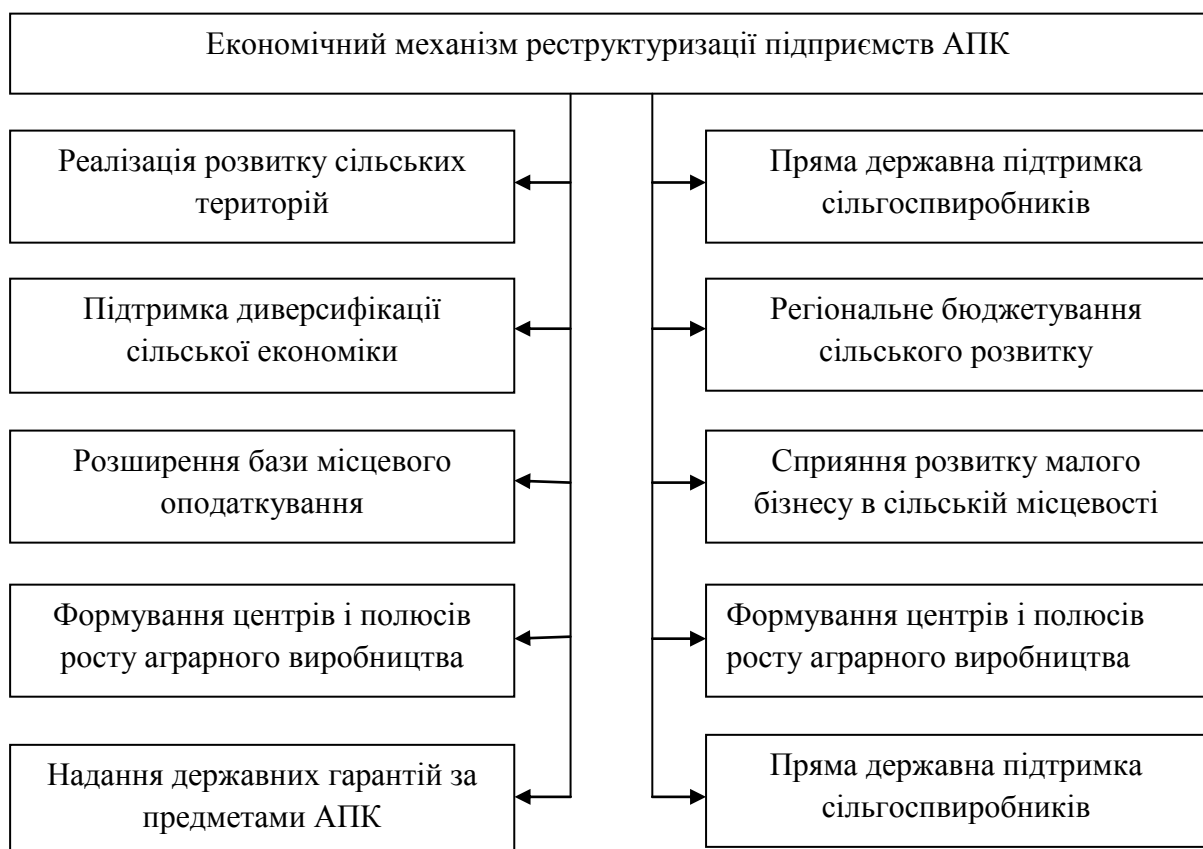 Економічний механізм реструктуризації підприємств АПК
Реалізація розвитку сільських
територій
Пряма державна підтримка
сільгоспвиробників
Підтримка диверсифікації
сільської економіки
Регіональне бюджетування
сільського розвитку
Розширення бази місцевого
оподаткування
Сприяння розвитку малого
бізнесу в сільській місцевості
Формування центрів і полюсів
росту аграрного виробництва
Формування центрів і полюсів
росту аграрного виробництва
Надання державних гарантій за
предметами АПК
Пряма державна підтримка
сільгоспвиробників